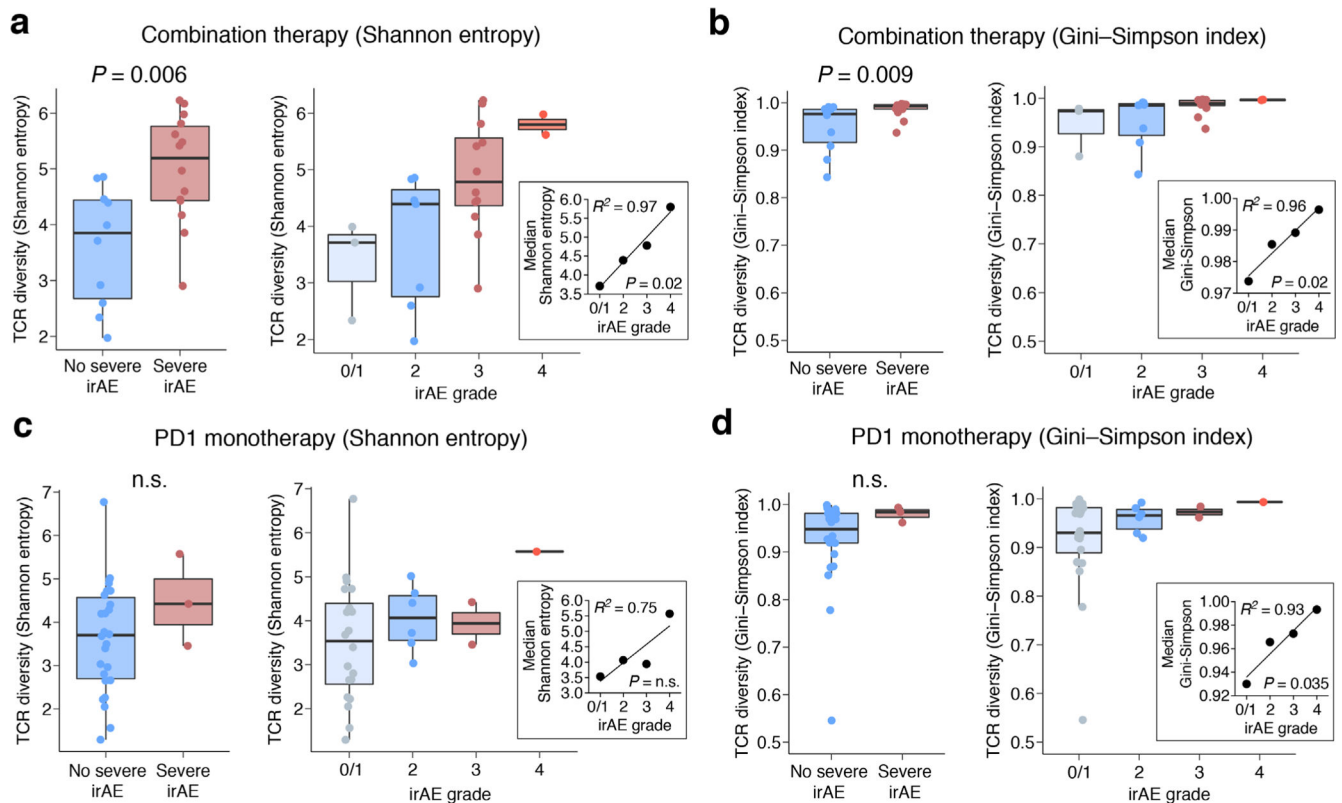 a
Combination therapy (Shannon entropy)
P = 0.006
TCR diversity (Shannon entropy)
6
5
4
3
2
No severe
irAE
Severe
irAE
TCR diversity (Shannon entropy)
6
5
4
3
2
0/1
2
3
4
irAE grade
Median
Shannon entropy
6.0
5.5
5.0
4.5
4.0
3.5
R² = 0.97
P = 0.02
0/1
2
3
4
irAE grade
b
Combination therapy (Gini–Simpson index)
P = 0.009
TCR diversity (Gini–Simpson index)
1.0
0.9
0.8
0.7
0.6
0.5
No severe
irAE
Severe
irAE
TCR diversity (Gini–Simpson index)
1.0
0.9
0.8
0.7
0.6
0.5
0/1
2
3
4
irAE grade
Median
Gini-Simpson
1.00
0.99
0.98
0.97
R² = 0.96
P = 0.02
0/1
2
3
4
irAE grade
c
PD1 monotherapy (Shannon entropy)
n.s.
TCR diversity (Shannon entropy)
7
6
5
4
3
2
1
No severe
irAE
Severe
irAE
TCR diversity (Shannon entropy)
7
6
5
4
3
2
1
0/1
2
3
4
irAE grade
Median
Shannon entropy
6.0
5.5
5.0
4.5
4.0
3.5
3.0
R² = 0.75
P = n.s.
0/1
2
3
4
irAE grade
d
PD1 monotherapy (Gini–Simpson index)
n.s.
TCR diversity (Gini–Simpson index)
1.0
0.9
0.8
0.7
0.6
0.5
No severe
irAE
Severe
irAE
TCR diversity (Gini–Simpson index)
1.0
0.9
0.8
0.7
0.6
0.5
0/1
2
3
4
irAE grade
Median
Gini-Simpson
1.00
0.98
0.96
0.94
0.92
R² = 0.93
P = 0.035
0/1
2
3
4
irAE grade